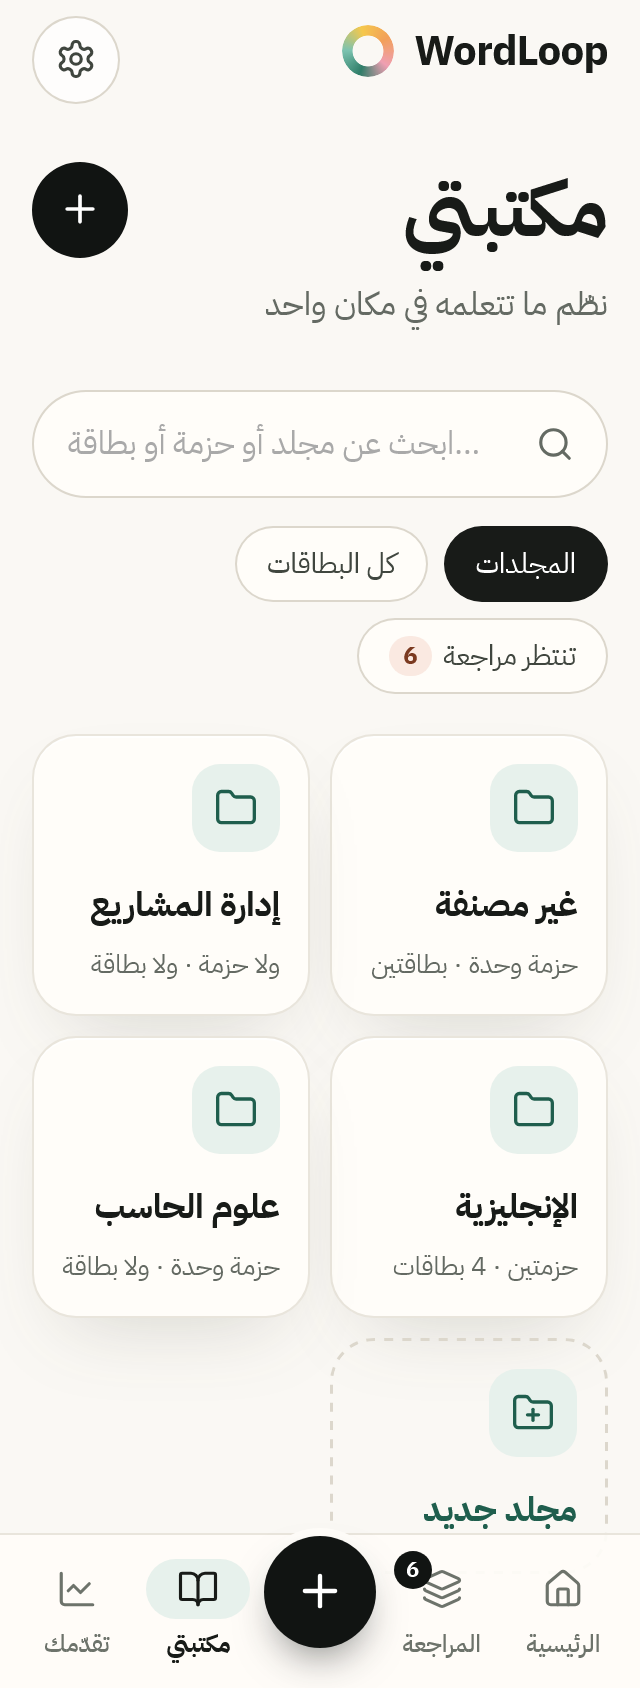 WordLoop
مكتبتي
نظّم ما تتعلمه في مكان واحد
ابحث عن مجلد أو حزمة أو بطاقة...
المجلدات
كل البطاقات
تنتظر مراجعة 6
غير مصنفة
حزمة وحدة · بطاقتين
إدارة المشاريع
ولا حزمة · ولا بطاقة
الإنجليزية
حزمتين · 4 بطاقات
علوم الحاسب
حزمة وحدة · ولا بطاقة
مجلد جديد
الرئيسية
6
المراجعة
مكتبتي
تقدّمك